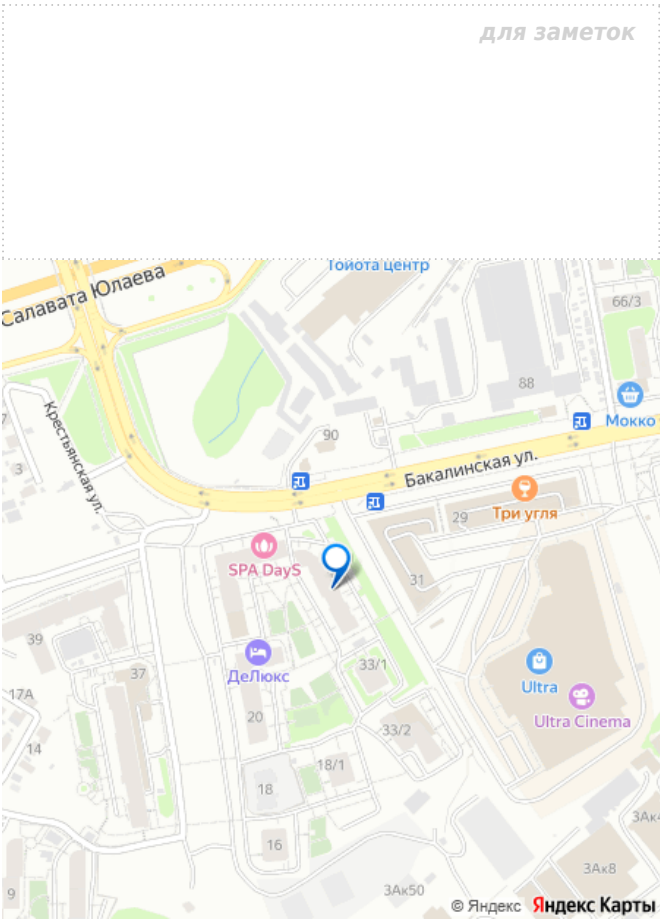 для заметок
Тойота центр
Салавата Юлаева
66/3
88
Мокко
7
Крестьянская ул.
3
90
Бакалинская ул.
29
Три угля
SPA DayS
31
39
37
ДеЛюкс
33/1
Ultra
Ultra Cinema
17А
14
20
33/2
18/1
18
16
9
3Ак4
3Ак8
3Ак50
© Яндекс Яндекс Карты